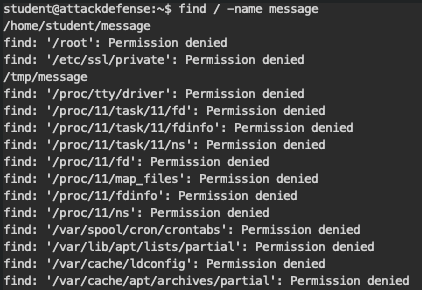 student@attackdefense:~$ find / -name message
/home/student/message
find: '/root': Permission denied
find: '/etc/ssl/private': Permission denied
/tmp/message
find: '/proc/tty/driver': Permission denied
find: '/proc/11/task/11/fd': Permission denied
find: '/proc/11/task/11/fdinfo': Permission denied
find: '/proc/11/task/11/ns': Permission denied
find: '/proc/11/fd': Permission denied
find: '/proc/11/map_files': Permission denied
find: '/proc/11/fdinfo': Permission denied
find: '/proc/11/ns': Permission denied
find: '/var/spool/cron/crontabs': Permission denied
find: '/var/lib/apt/lists/partial': Permission denied
find: '/var/cache/ldconfig': Permission denied
find: '/var/cache/apt/archives/partial': Permission denied